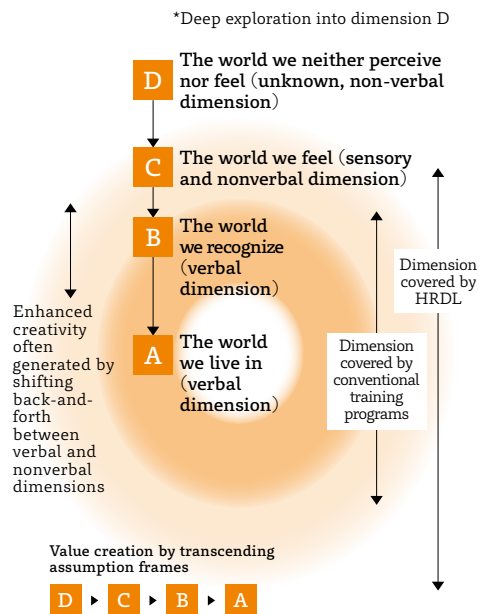 *Deep exploration into dimension D
D
The world we neither perceive
nor feel (unknown, non-verbal
dimension)
C
The world we feel (sensory
and nonverbal dimension)
B
The world
we recognize
(verbal
dimension)
A
The world
we live in
(verbal
dimension)
Enhanced
creativity
often
generated by
shifting
back-and-
forth
between
verbal and
nonverbal
dimensions
Dimension
covered by
conventional
training
programs
Dimension
covered by
HRDL
Value creation by transcending
assumption frames
D ▶ C ▶ B ▶ A